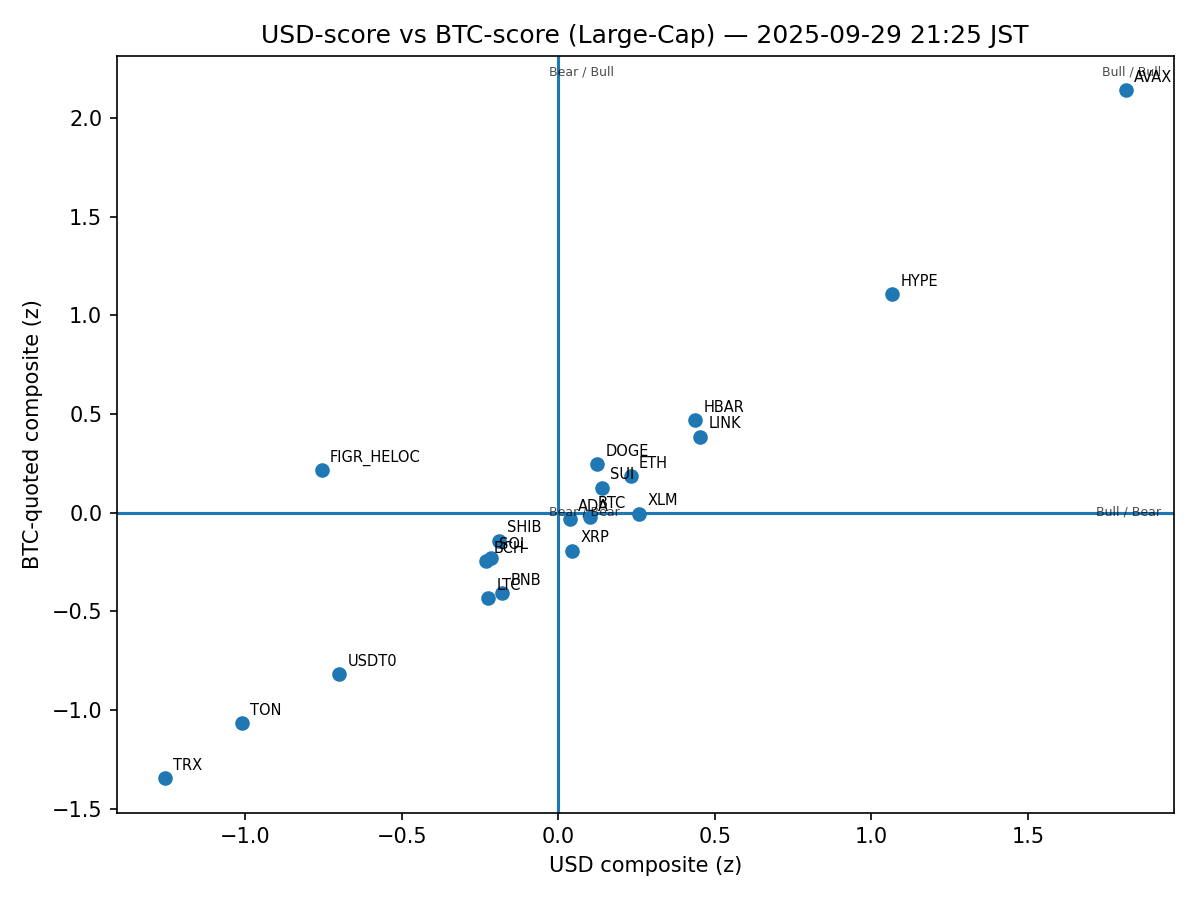 USD-score vs BTC-score (Large-Cap) — 2025-09-29 21:25 JST
Bear / Bull
Bull / Bull
AVAX
2.0
1.5
HYPE
1.0
HBAR
0.5
LINK
DOGE
ETH
FIGR_HELOC
SUI
XLM
ADA
BTC
0.0
Bear / Bear
Bull / Bear
SHIB
XRP
SOL
BCH
BNB
LTC
−0.5
USDT0
−1.0
TON
TRX
−1.5
−1.0
−0.5
0.0
0.5
1.0
1.5
USD composite (z)
BTC-quoted composite (z)